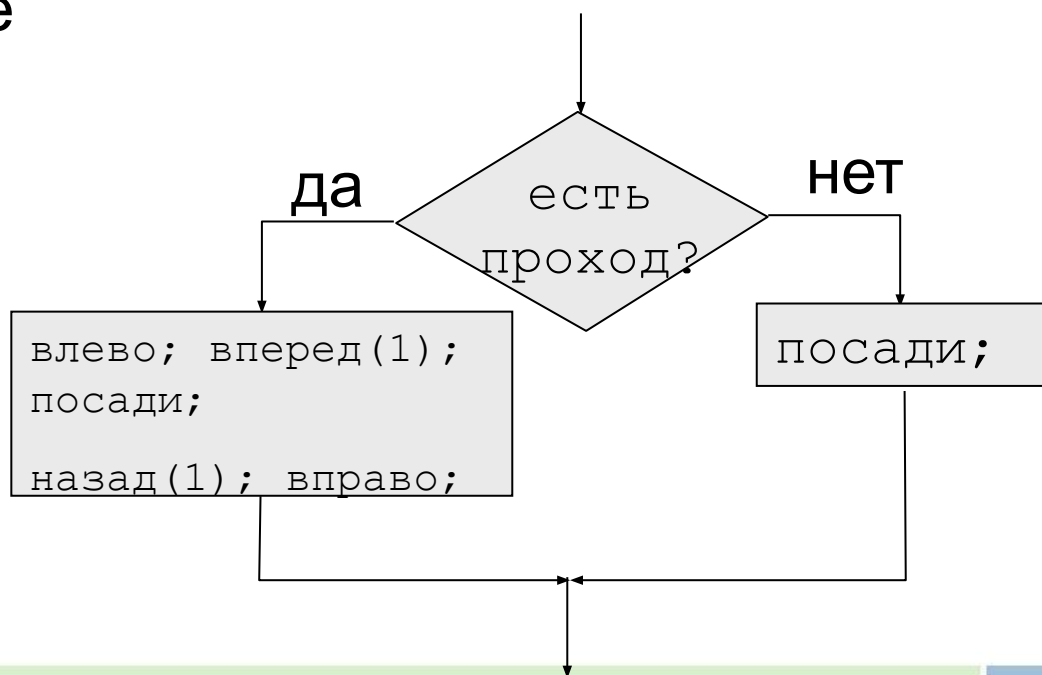 е
да
нет
есть
проход?
влево; вперед(1);
посади;
назад(1); вправо;
посади;